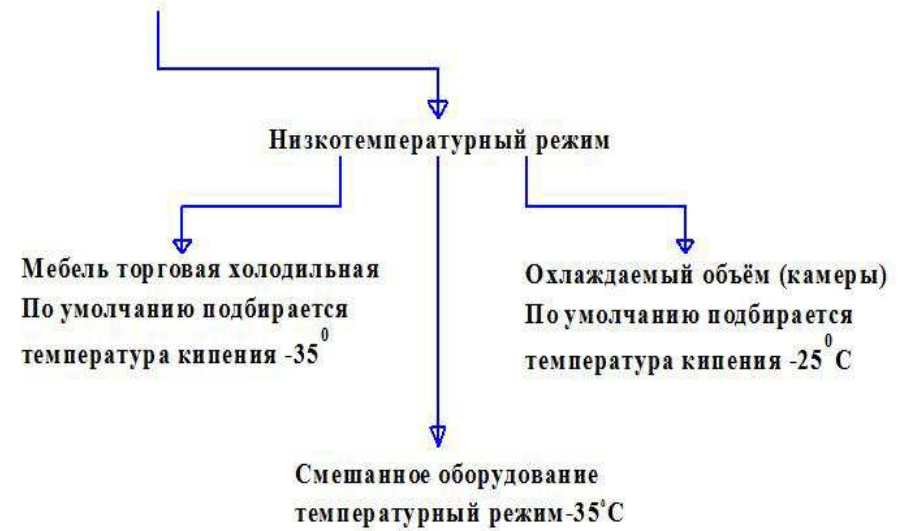 Низкотемпературный режим
Мебель торговая холодильная
По умолчанию подбирается
температура кипения -35⁰
Охлаждаемый объём (камеры)
По умолчанию подбирается
температура кипения -25⁰С
Смешанное оборудование
температурный режим-35°С